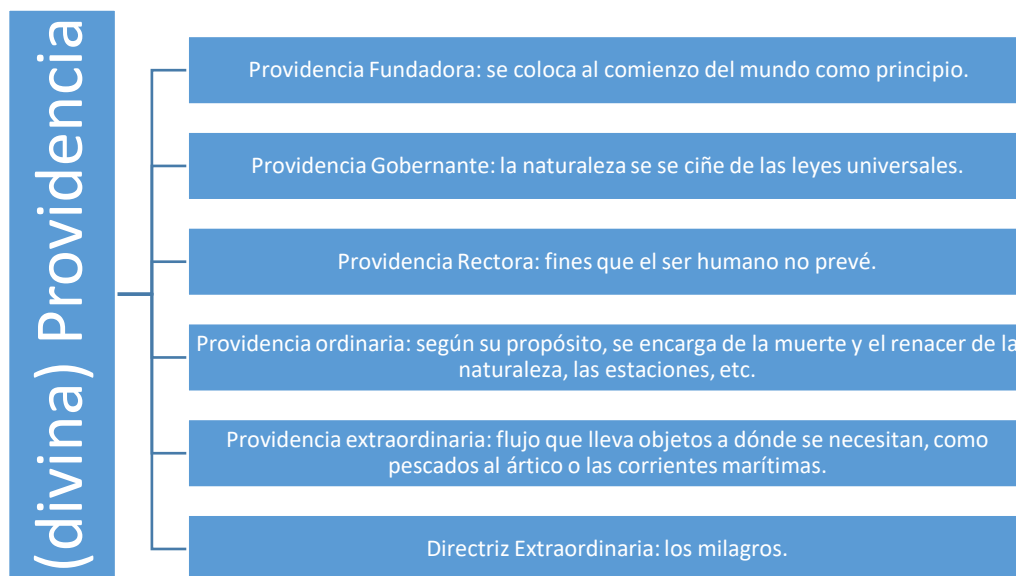 (divina) Providencia
Providencia Fundadora: se coloca al comienzo del mundo como principio.
Providencia Gobernante: la naturaleza se se ciñe de las leyes universales.
Providencia Rectora: fines que el ser humano no prevé.
Providencia ordinaria: según su propósito, se encarga de la muerte y el renacer de la
naturaleza, las estaciones, etc.
Providencia extraordinaria: flujo que lleva objetos a dónde se necesitan, como
pescados al ártico o las corrientes marítimas.
Directriz Extraordinaria: los milagros.